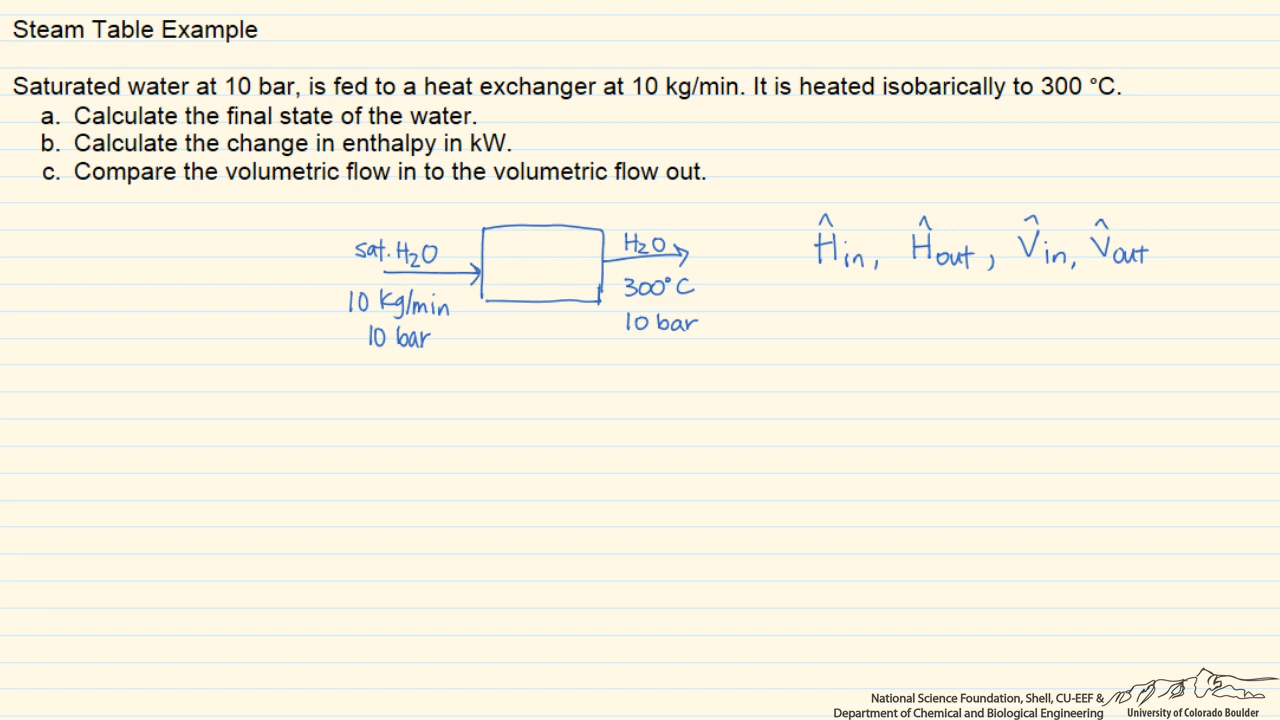 Steam Table Example
Saturated water at 10 bar, is fed to a heat exchanger at 10 kg/min. It is heated isobarically to 300 °C.
a. Calculate the final state of the water.
b. Calculate the change in enthalpy in kW.
c. Compare the volumetric flow in to the volumetric flow out.
sat. H₂O
10 kg/min
10 bar
H₂O
300°C
10 bar
Ĥin, Ĥout, V̂in, V̂out
National Science Foundation, Shell, CU-EEF &
Department of Chemical and Biological Engineering
University of Colorado Boulder